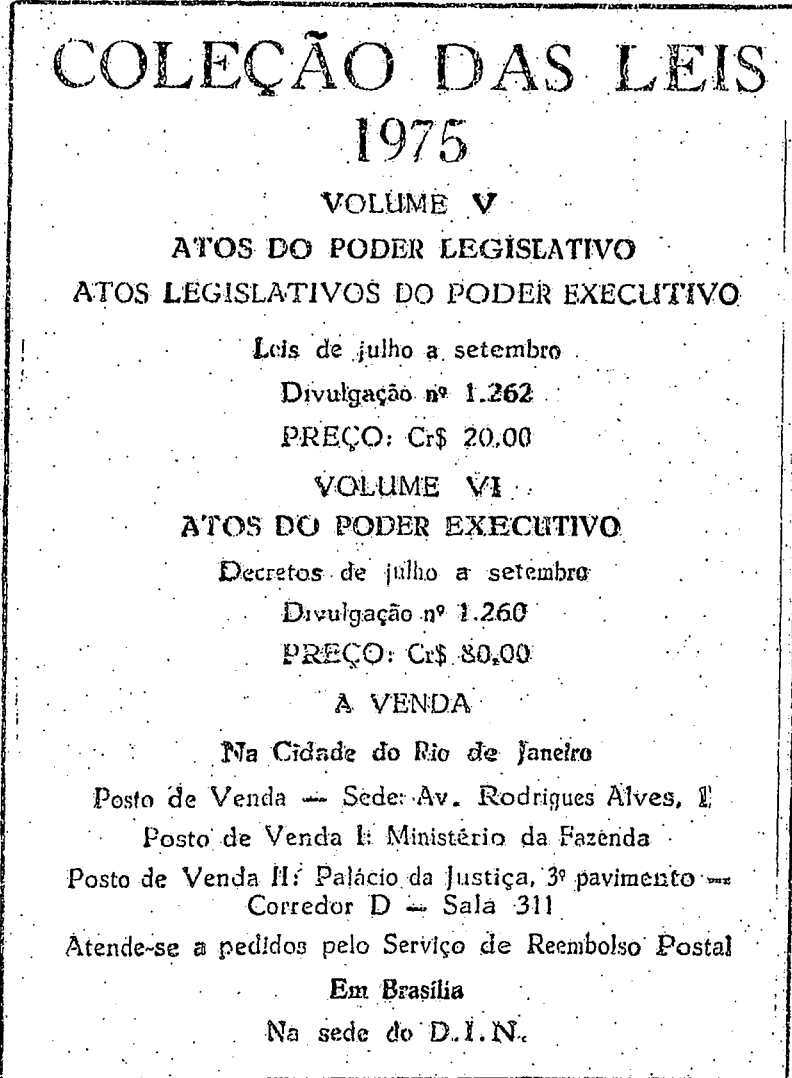 COLEÇÃO DAS LEIS
1975
VOLUME V
ATOS DO PODER LEGISLATIVO
ATOS LEGISLATIVOS DO PODER EXECUTIVO
Leis de julho a setembro
Divulgação nº 1.262
PREÇO: Cr$ 20,00
VOLUME VI
ATOS DO PODER EXECUTIVO
Decretos de julho a setembro
Divulgação nº 1.260
PREÇO: Cr$ 80,00
A VENDA
Na Cidade do Rio de Janeiro
Posto de Venda — Sede: Av. Rodrigues Alves, 1
Posto de Venda I: Ministério da Fazenda
Posto de Venda II: Palácio da Justiça, 3º pavimento —
Corredor D — Sala 311
Atende-se a pedidos pelo Serviço de Reembolso Postal
Em Brasília
Na sede do D.I.N.